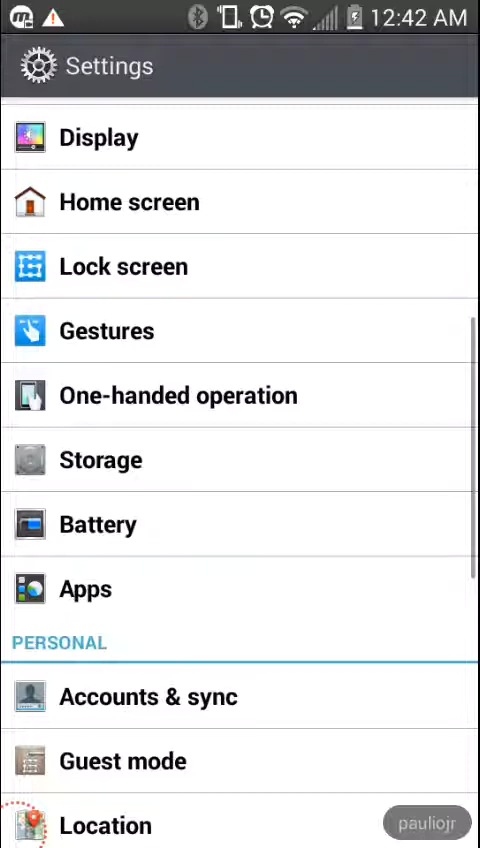 12:42 AM
Settings
Display
Home screen
Lock screen
Gestures
One-handed operation
Storage
Battery
Apps
PERSONAL
Accounts & sync
Guest mode
Location
pauliojr